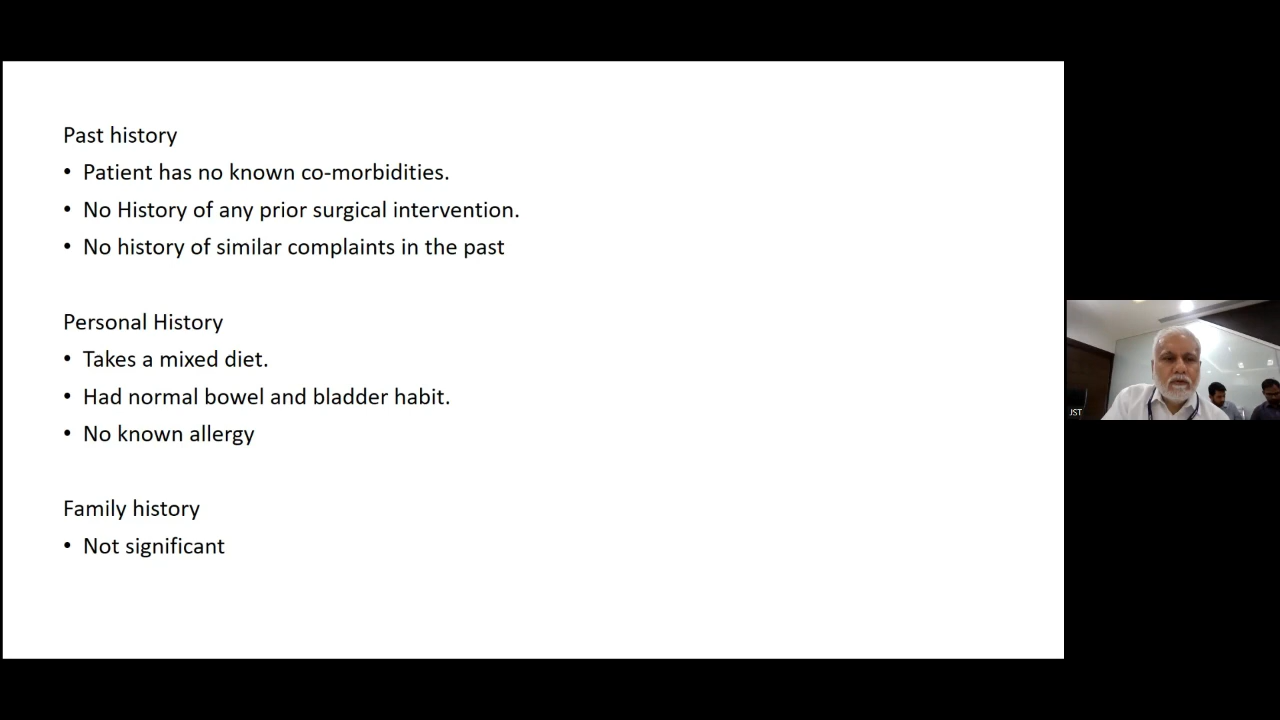 Past history
• Patient has no known co-morbidities.
• No History of any prior surgical intervention.
• No history of similar complaints in the past
Personal History
• Takes a mixed diet.
• Had normal bowel and bladder habit.
• No known allergy
Family history
• Not significant
JST